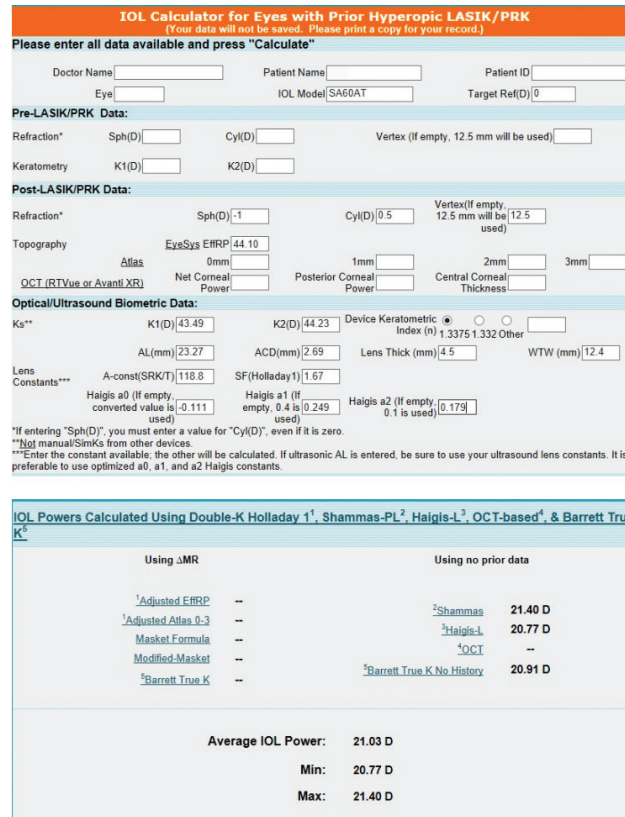 IOL Calculator for Eyes with Prior Hyperopic LASIK/PRK
(Your data will not be saved. Please print a copy for your record.)
Please enter all data available and press "Calculate"
Doctor Name Patient Name Patient ID
Eye IOL Model SA60AT Target Ref(D) 0
Pre-LASIK/PRK Data:
Refraction* Sph(D) Cyl(D) Vertex (If empty, 12.5 mm will be used)
Keratometry K1(D) K2(D)
Post-LASIK/PRK Data:
Refraction* Sph(D) -1 Cyl(D) 0.5 Vertex(If empty, 12.5 mm will be used) 12.5
Topography EyeSys EffRP 44.10
Atlas 0mm 1mm 2mm 3mm
OCT (RTVue or Avanti XR) Net Corneal Power Posterior Corneal Power Central Corneal Thickness
Optical/Ultrasound Biometric Data:
Ks** K1(D) 43.49 K2(D) 44.23 Device Keratometric Index (n) 1.3375 1.332 Other
AL(mm) 23.27 ACD(mm) 2.69 Lens Thick (mm) 4.5 WTW (mm) 12.4
Lens Constants*** A-const(SRK/T) 118.8 SF(Holladay1) 1.67
Haigis a0 (If empty, converted value is used) -0.111 Haigis a1 (If empty, 0.4 is used) 0.249 Haigis a2 (If empty, 0.1 is used) 0.179
*If entering "Sph(D)", you must enter a value for "Cyl(D)", even if it is zero.
**Not manual/SimKs from other devices.
***Enter the constant available; the other will be calculated. If ultrasonic AL is entered, be sure to use your ultrasound lens constants. It is
preferable to use optimized a0, a1, and a2 Haigis constants.
IOL Powers Calculated Using Double-K Holladay 1¹, Shammas-PL², Haigis-L³, OCT-based⁴, & Barrett Tru
K⁵
Using ΔMR Using no prior data
¹Adjusted EffRP --
¹Adjusted Atlas 0-3 --
Masket Formula --
Modified-Masket --
⁵Barrett True K --
²Shammas 21.40 D
³Haigis-L 20.77 D
⁴OCT --
⁵Barrett True K No History 20.91 D
Average IOL Power: 21.03 D
Min: 20.77 D
Max: 21.40 D